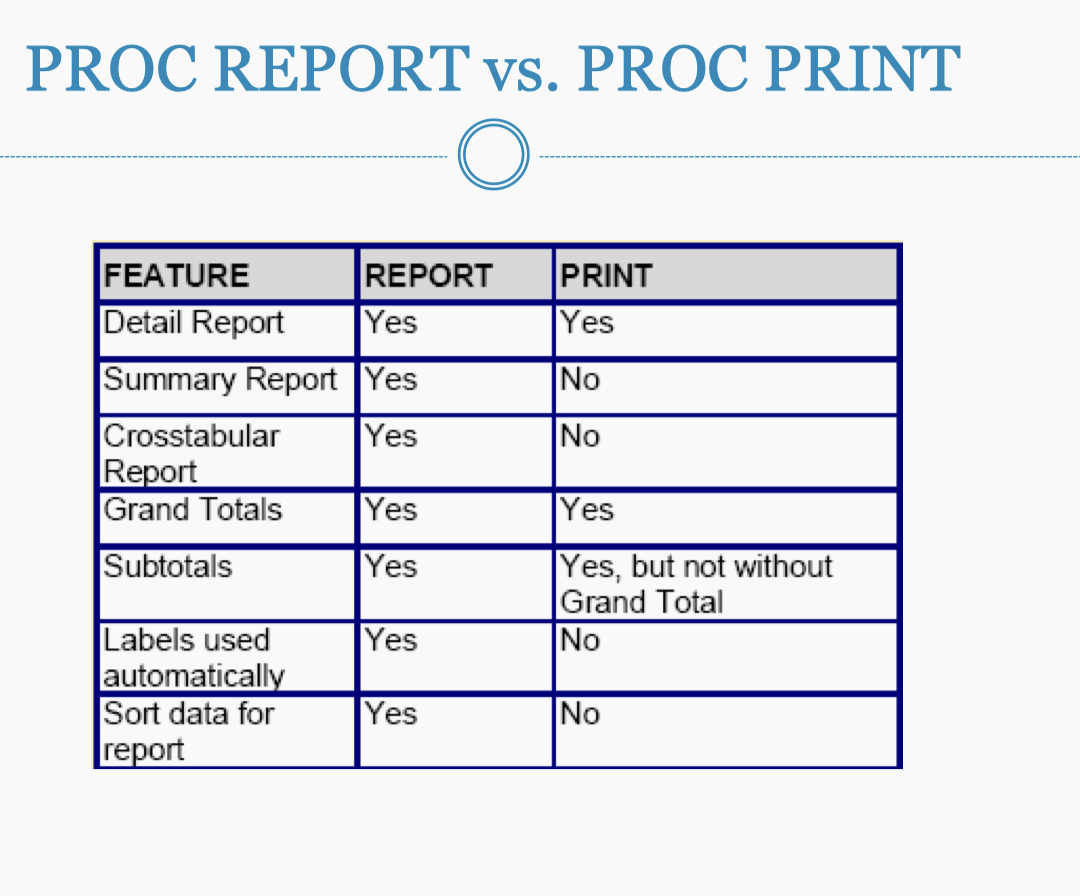 PROC REPORT vs. PROC PRINT
FEATURE REPORT PRINT
Detail Report Yes Yes
Summary Report Yes No
Crosstabular Yes No
Report
Grand Totals Yes Yes
Subtotals Yes Yes, but not without
Grand Total
Labels used Yes No
automatically
Sort data for Yes No
report